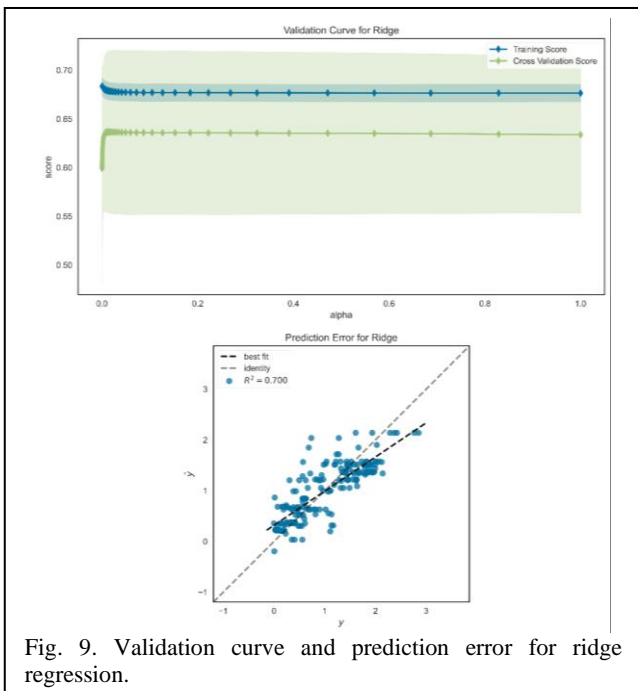 Validation Curve for Ridge
Training Score
Cross Validation Score
0.70
0.65
0.60
0.55
0.50
score
0.0 0.2 0.4 0.6 0.8 1.0
alpha
Prediction Error for Ridge
best fit
identity
R² = 0.700
3
2
1
0
−1
ŷ
−1 0 1 2 3
y
Fig. 9. Validation curve and prediction error for ridge
regression.